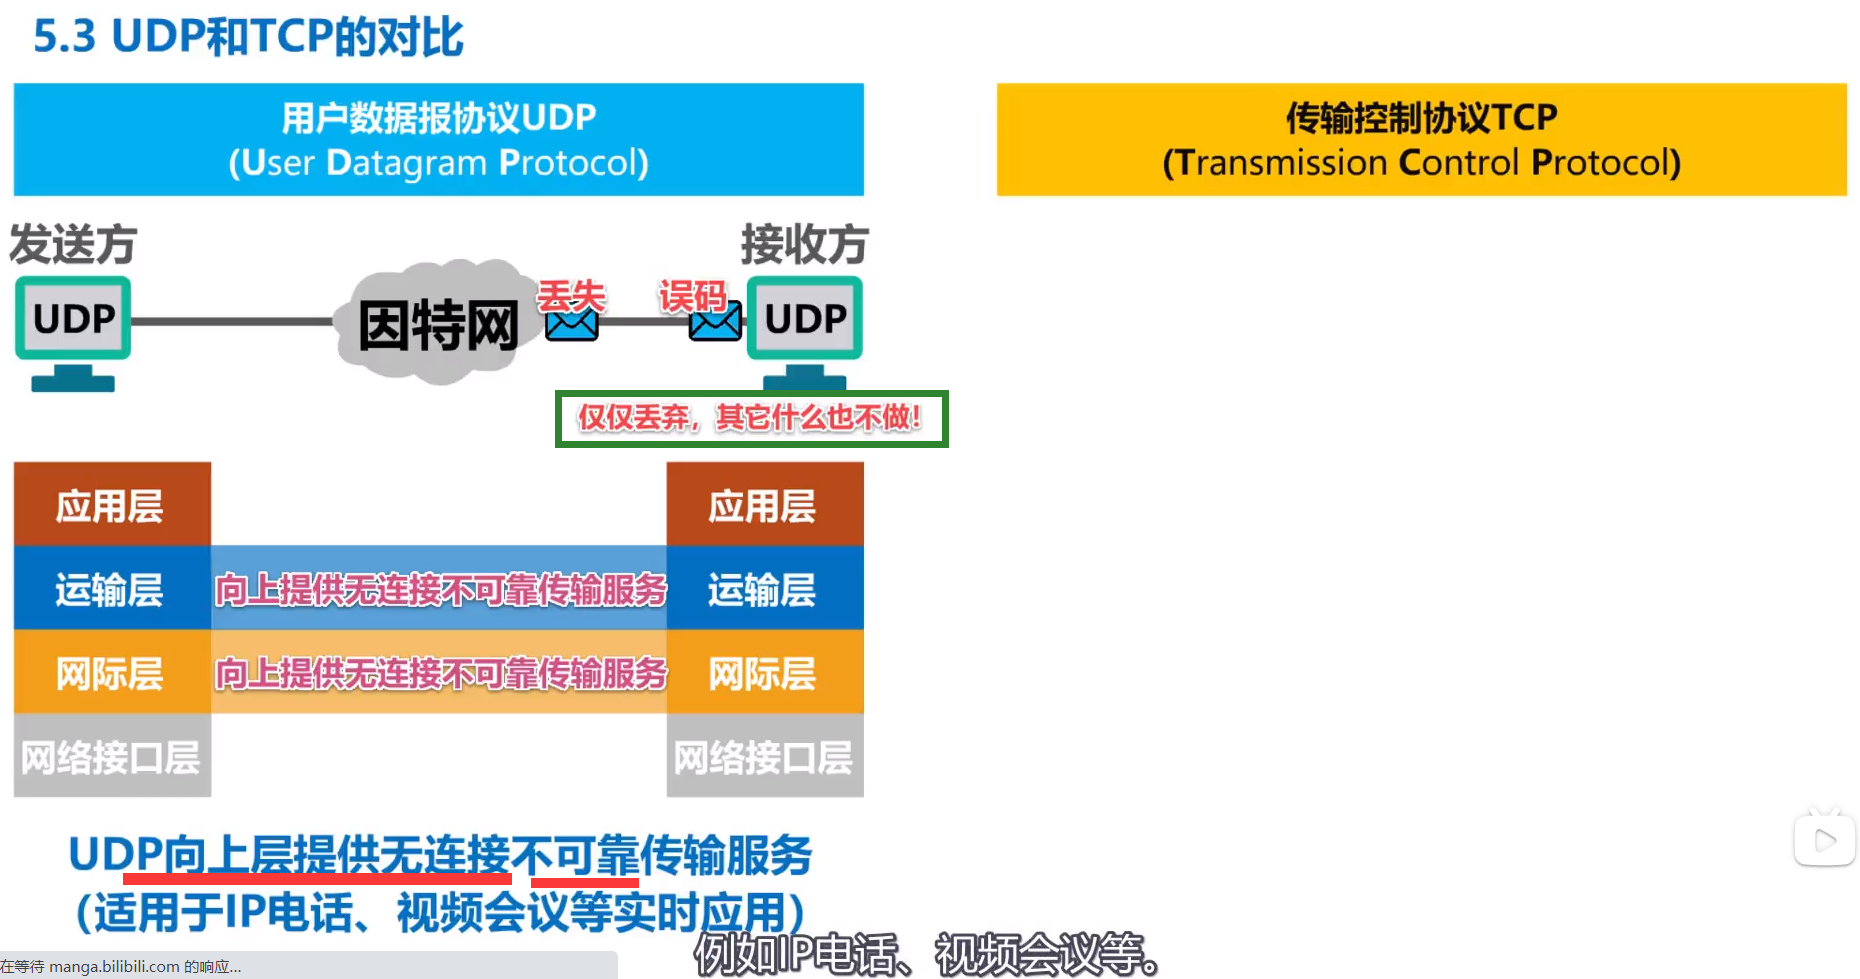 5.3 UDP和TCP的对比
用户数据报协议UDP
(User Datagram Protocol)
传输控制协议TCP
(Transmission Control Protocol)
发送方
接收方
UDP
因特网
丢失
误码
UDP
仅仅丢弃，其它什么也不做！
应用层
应用层
运输层
向上提供无连接不可靠传输服务
运输层
网际层
向上提供无连接不可靠传输服务
网际层
网络接口层
网络接口层
UDP向上层提供无连接不可靠传输服务
（适用于IP电话、视频会议等实时应用）
例如IP电话、视频会议等。
在等待 manga.bilibili.com 的响应...